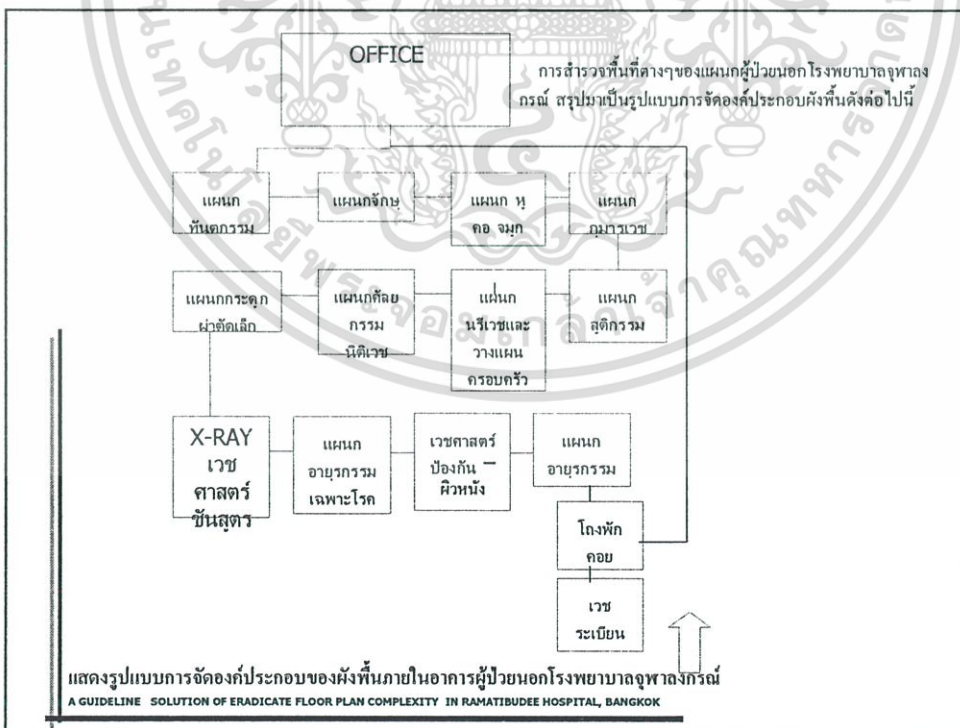 OFFICE
การสำรวจพื้นที่ต่างๆของแผนกผู้ป่วยนอกโรงพยาบาลจุฬาลง
กรณ์ สรุปมาเป็นรูปแบบการจัดองค์ประกอบผังพื้นดังต่อไปนี้
แผนก
ทันตกรรม
แผนกจักษุ
แผนก หู
คอ จมูก
แผนก
กุมารเวช
แผนกกระดูก
ผ่าตัดเล็ก
แผนกศัลย
กรรม
นิติเวช
แผนก
นรีเวชและ
วางแผน
ครอบครัว
แผนก
สูติกรรม
X-RAY
เวช
ศาสตร์
ชันสูตร
แผนก
อายุรกรรม
เฉพาะโรค
เวชศาสตร์
ป้องกัน –
ผิวหนัง
แผนก
อายุรกรรม
โถงพัก
คอย
เวช
ระเบียน
แสดงรูปแบบการจัดองค์ประกอบของผังพื้นภายในอาคารผู้ป่วยนอกโรงพยาบาลจุฬาลงกรณ์
A GUIDELINE SOLUTION OF ERADICATE FLOOR PLAN COMPLEXITY IN RAMATIBUDEE HOSPITAL, BANGKOK